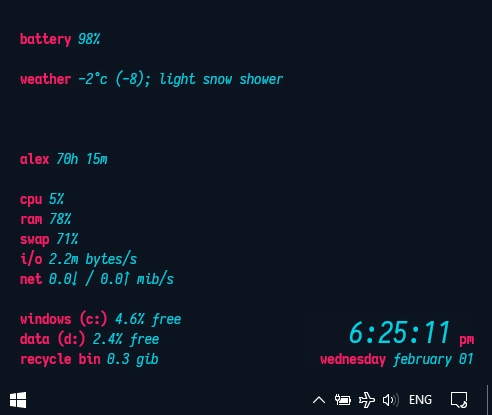 battery 98%
weather -2°c (-8); light snow shower
alex 70h 15m
cpu 5%
ram 78%
swap 71%
i/o 2.2m bytes/s
net 0.0↓ / 0.0↑ mib/s
windows (c:) 4.6% free
data (d:) 2.4% free
recycle bin 0.3 gib
6:25:11 pm
wednesday february 01
ENG